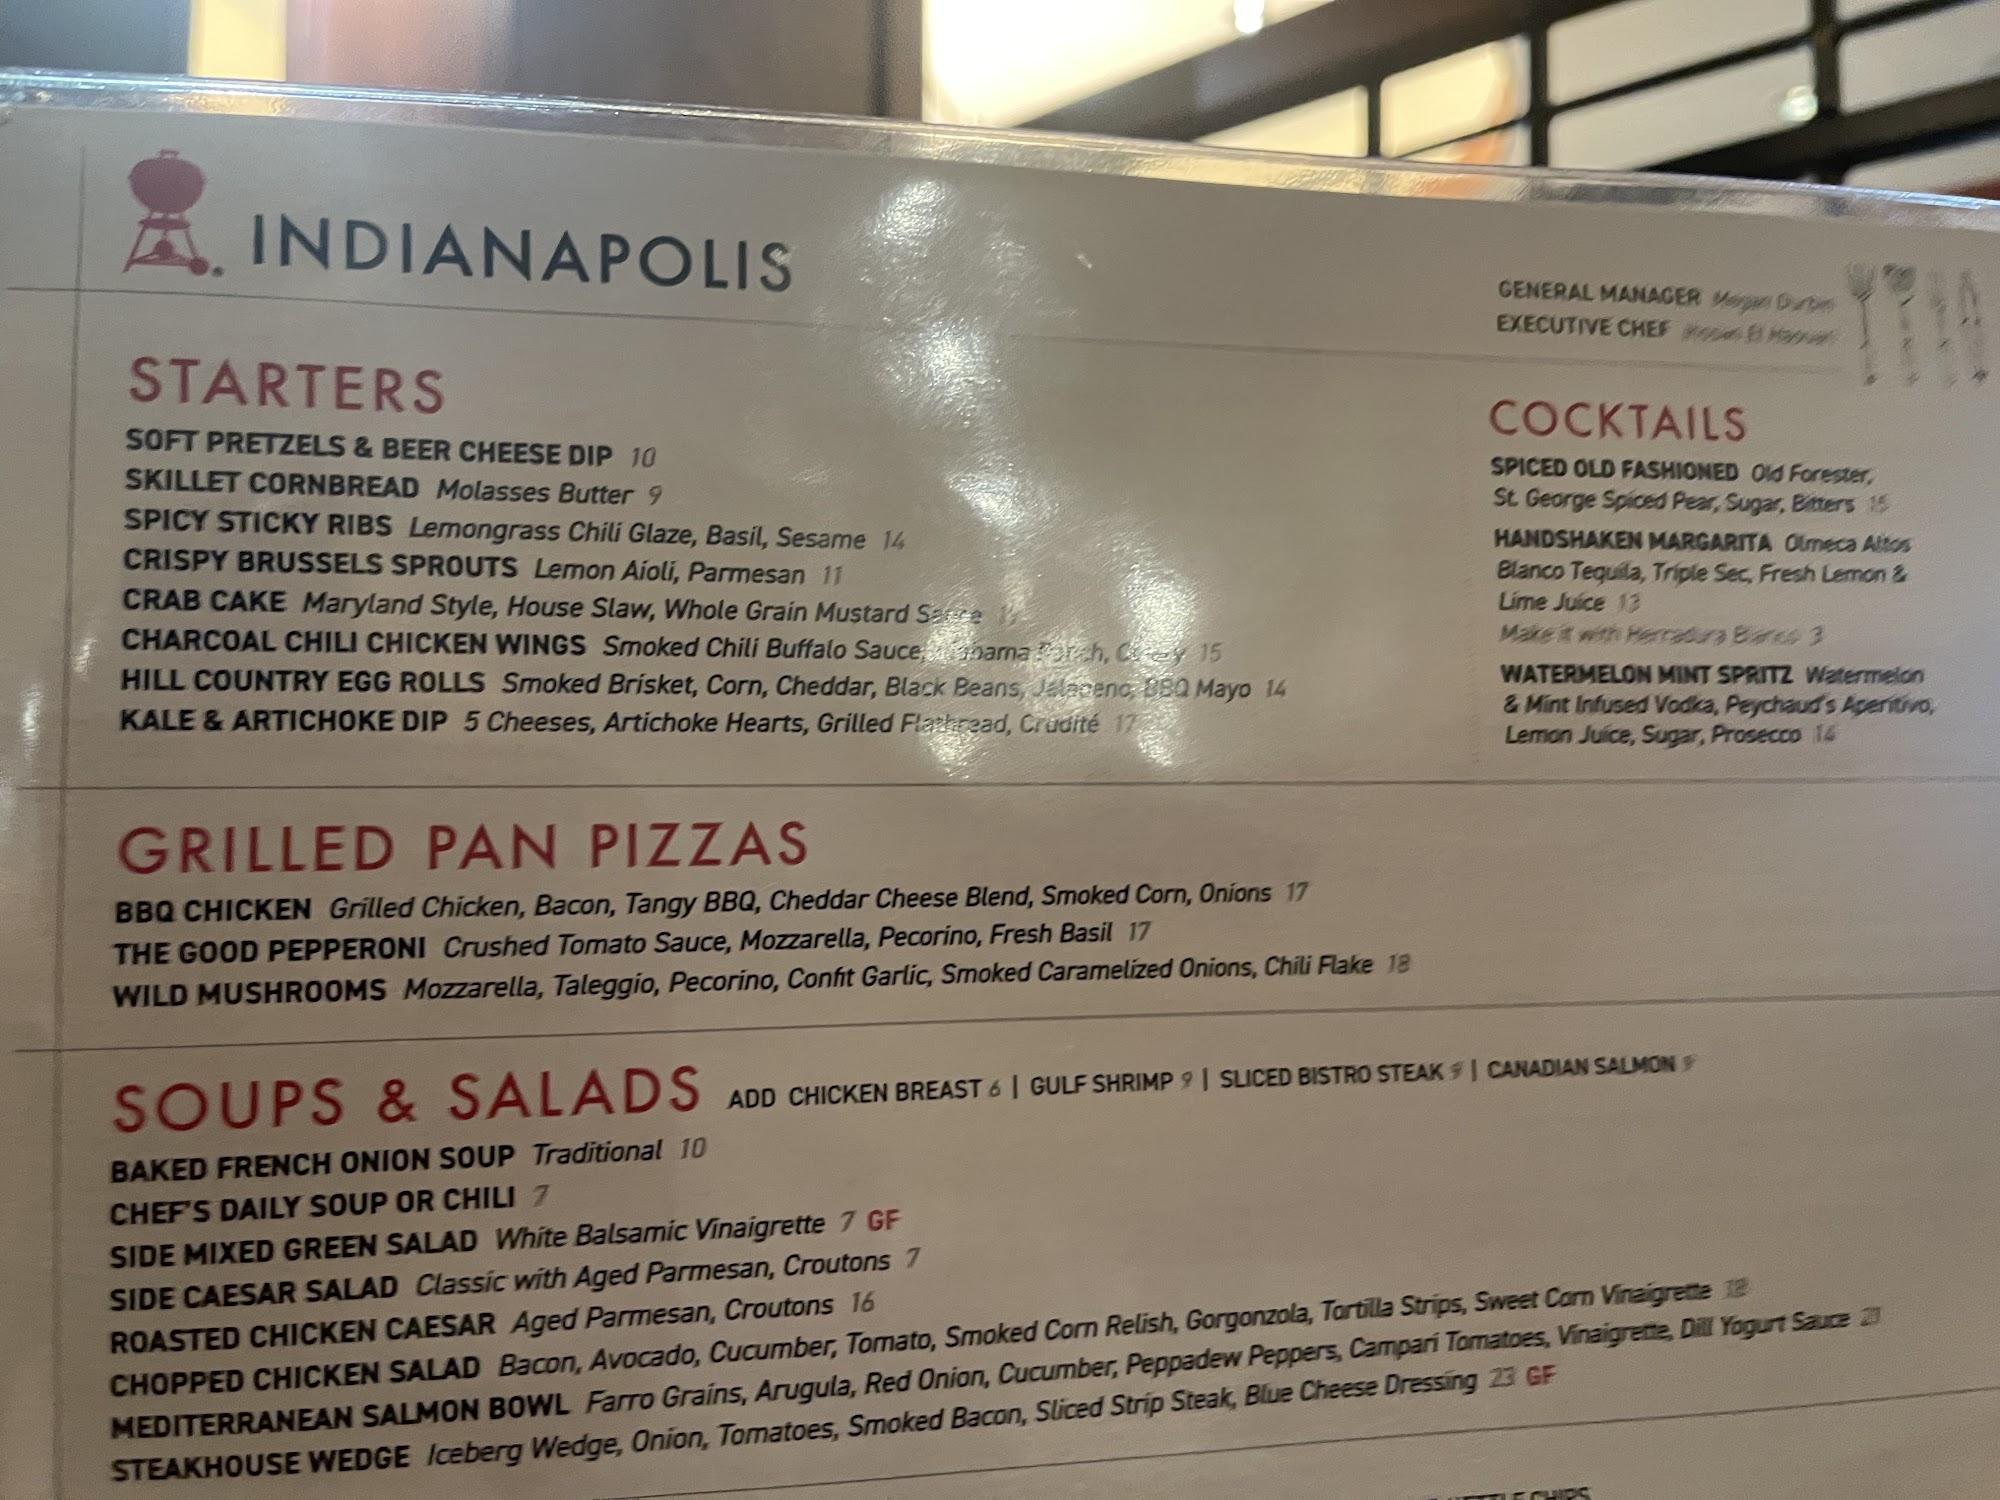 INDIANAPOLIS
GENERAL MANAGER
EXECUTIVE CHEF
STARTERS
SOFT PRETZELS & BEER CHEESE DIP 10
SKILLET CORNBREAD Molasses Butter 9
SPICY STICKY RIBS Lemongrass Chili Glaze, Basil, Sesame 14
CRISPY BRUSSELS SPROUTS Lemon Aioli, Parmesan 11
CRAB CAKE Maryland Style, House Slaw, Whole Grain Mustard Sauce
CHARCOAL CHILI CHICKEN WINGS Smoked Chili Buffalo Sauce, 15
HILL COUNTRY EGG ROLLS Smoked Brisket, Corn, Cheddar, Black Beans, Jalapeno, BBQ Mayo 14
KALE & ARTICHOKE DIP 5 Cheeses, Artichoke Hearts, Grilled Flatbread, Crudité 17
COCKTAILS
SPICED OLD FASHIONED Old Forester,
St. George Spiced Pear, Sugar, Bitters 15
HANDSHAKEN MARGARITA Olmeca Altos
Blanco Tequila, Triple Sec, Fresh Lemon &
Lime Juice 13
Make it with Herradura Blanco 3
WATERMELON MINT SPRITZ Watermelon
& Mint Infused Vodka, Peychaud's Aperitivo,
Lemon Juice, Sugar, Prosecco 14
GRILLED PAN PIZZAS
BBQ CHICKEN Grilled Chicken, Bacon, Tangy BBQ, Cheddar Cheese Blend, Smoked Corn, Onions 17
THE GOOD PEPPERONI Crushed Tomato Sauce, Mozzarella, Pecorino, Fresh Basil 17
WILD MUSHROOMS Mozzarella, Taleggio, Pecorino, Confit Garlic, Smoked Caramelized Onions, Chili Flake 18
SOUPS & SALADS ADD CHICKEN BREAST 6 | GULF SHRIMP 9 | SLICED BISTRO STEAK 9 | CANADIAN SALMON 9
BAKED FRENCH ONION SOUP Traditional 10
CHEF'S DAILY SOUP OR CHILI 7
SIDE MIXED GREEN SALAD White Balsamic Vinaigrette 7 GF
SIDE CAESAR SALAD Classic with Aged Parmesan, Croutons 7
ROASTED CHICKEN CAESAR Aged Parmesan, Croutons 16
CHOPPED CHICKEN SALAD Bacon, Avocado, Cucumber, Tomato, Smoked Corn Relish, Gorgonzola, Tortilla Strips, Sweet Corn Vinaigrette
MEDITERRANEAN SALMON BOWL Farro Grains, Arugula, Red Onion, Cucumber, Peppadew Peppers, Campari Tomatoes, Vinaigrette, Dill Yogurt Sauce 21
STEAKHOUSE WEDGE Iceberg Wedge, Onion, Tomatoes, Smoked Bacon, Sliced Strip Steak, Blue Cheese Dressing 23 GF